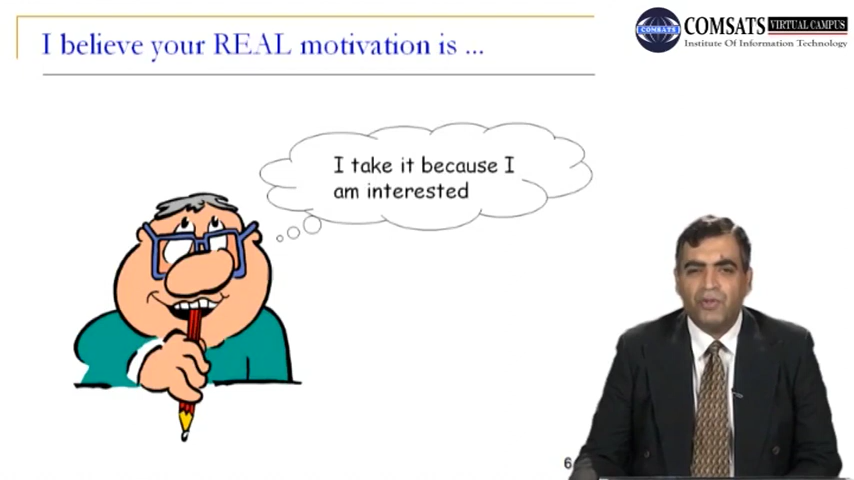 I believe your REAL motivation is ...
COMSATS VIRTUAL CAMPUS
Institute Of Information Technology
COMSATS
I take it because I
am interested
6